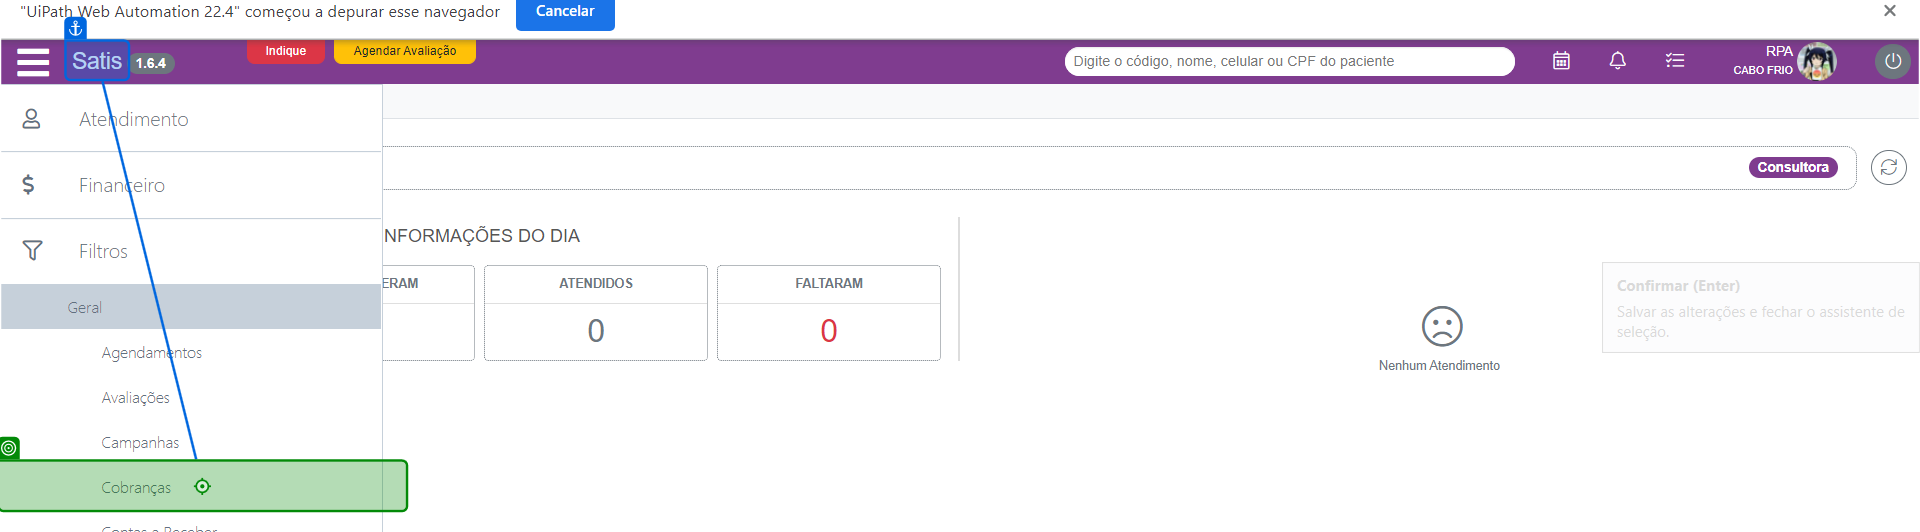 "UiPath Web Automation 22.4" começou a depurar esse navegador
Cancelar
Satis 1.6.4
Indique
Agendar Avaliação
Digite o código, nome, celular ou CPF do paciente
RPA
CABO FRIO
Atendimento
Financeiro
Filtros
Geral
Agendamentos
Avaliações
Campanhas
Cobranças
Contas a Receber
Consultora
NFORMAÇÕES DO DIA
ERAM
ATENDIDOS
0
FALTARAM
0
Nenhum Atendimento
Confirmar (Enter)
Salvar as alterações e fechar o assistente de
seleção.